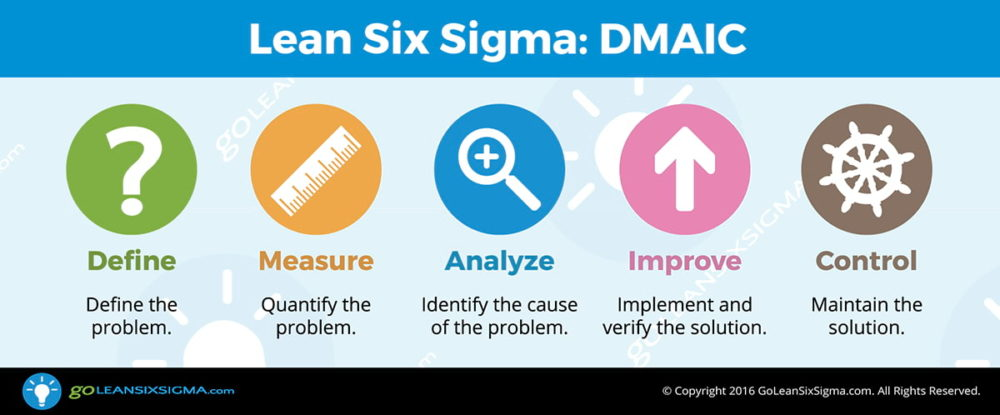 Lean Six Sigma: DMAIC
Define
Define the
problem.
Measure
Quantify the
problem.
Analyze
Identify the cause
of the problem.
Improve
Implement and
verify the solution.
Control
Maintain the
solution.
goLEANSIXSIGMA.com
© Copyright 2016 GoLeanSixSigma.com. All Rights Reserved.